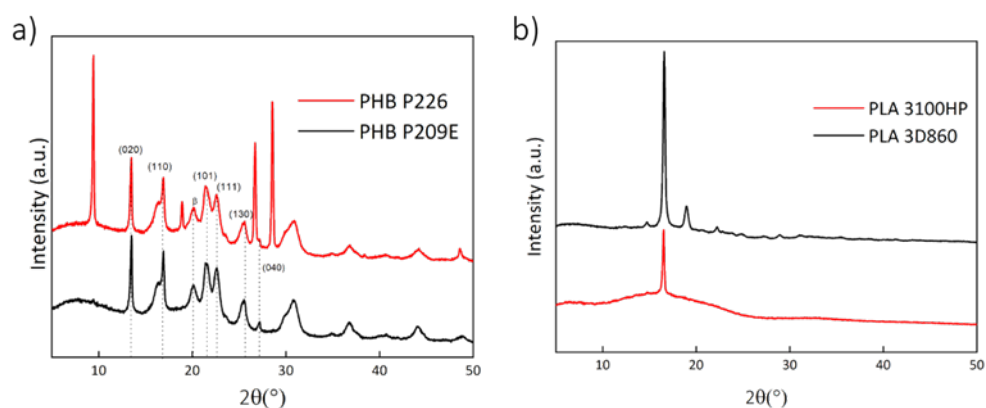 a)
PHB P226
PHB P209E
(020)
(110)
(101)
β
(111)
(130)
(040)
Intensity (a.u.)
10
20
30
40
50
2θ(°)
b)
PLA 3100HP
PLA 3D860
Intensity (a.u.)
10
20
30
40
50
2θ(°)